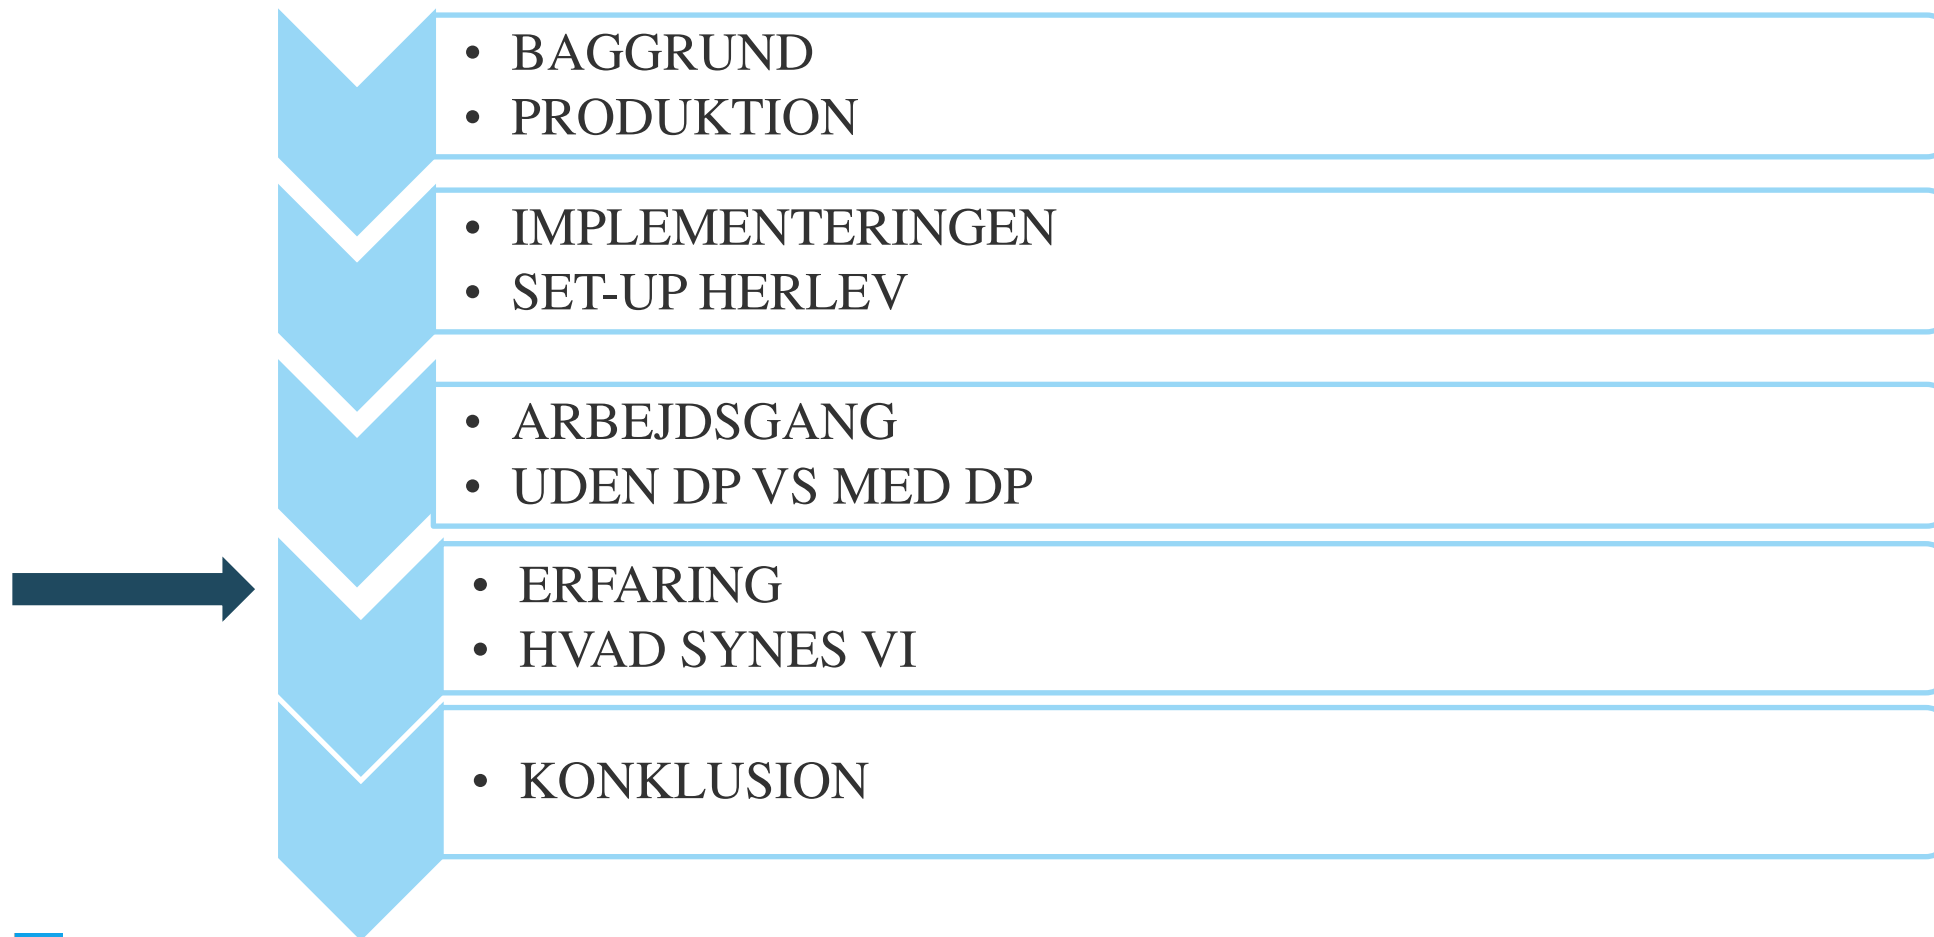 • BAGGRUND
• PRODUKTION
• IMPLEMENTERINGEN
• SET-UP HERLEV
• ARBEJDSGANG
• UDEN DP VS MED DP
• ERFARING
• HVAD SYNES VI
• KONKLUSION